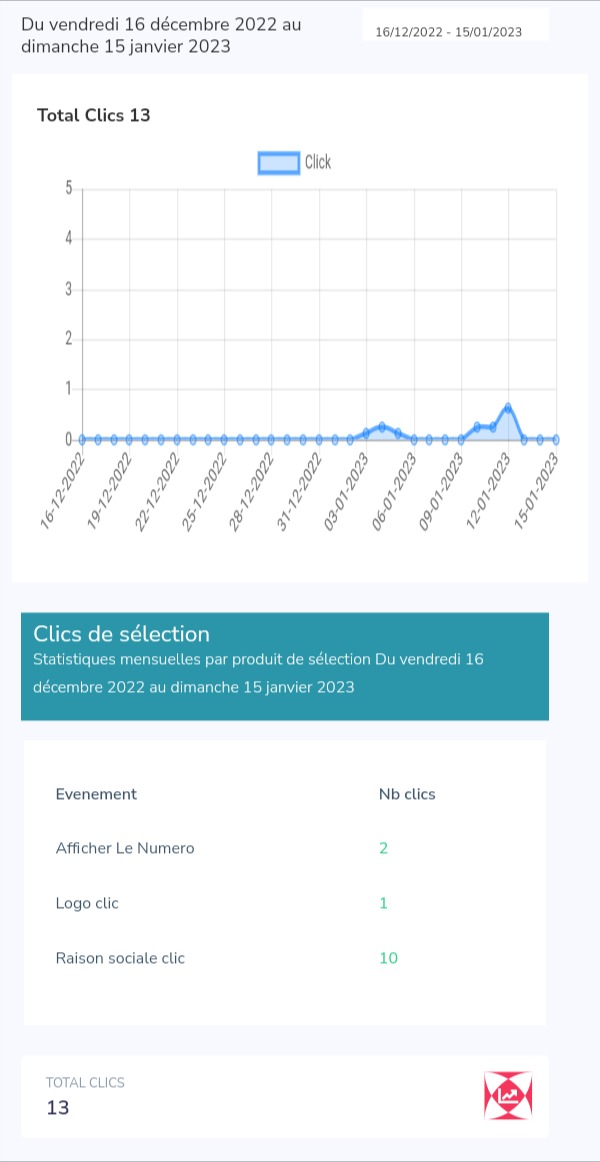 Du vendredi 16 décembre 2022 au
dimanche 15 janvier 2023
16/12/2022 - 15/01/2023
Total Clics 13
Click
5
4
3
2
1
0
16-12-2022
19-12-2022
22-12-2022
25-12-2022
28-12-2022
31-12-2022
03-01-2023
06-01-2023
09-01-2023
12-01-2023
15-01-2023
Clics de sélection
Statistiques mensuelles par produit de sélection Du vendredi 16
décembre 2022 au dimanche 15 janvier 2023
Evenement Nb clics
Afficher Le Numero 2
Logo clic 1
Raison sociale clic 10
TOTAL CLICS
13